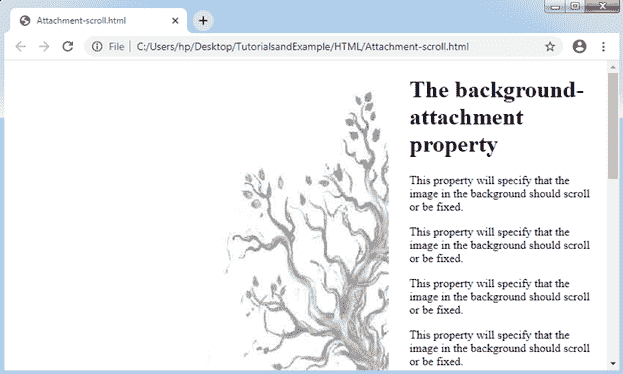 Attachment-scroll.html
File
C:/Users/hp/Desktop/TutorialsandExample/HTML/Attachment-scroll.html
The background-
attachment
property
This property will specify that the
image in the background should scroll
or be fixed.
This property will specify that the
image in the background should scroll
or be fixed.
This property will specify that the
image in the background should scroll
or be fixed.
This property will specify that the
image in the background should scroll
or be fixed.